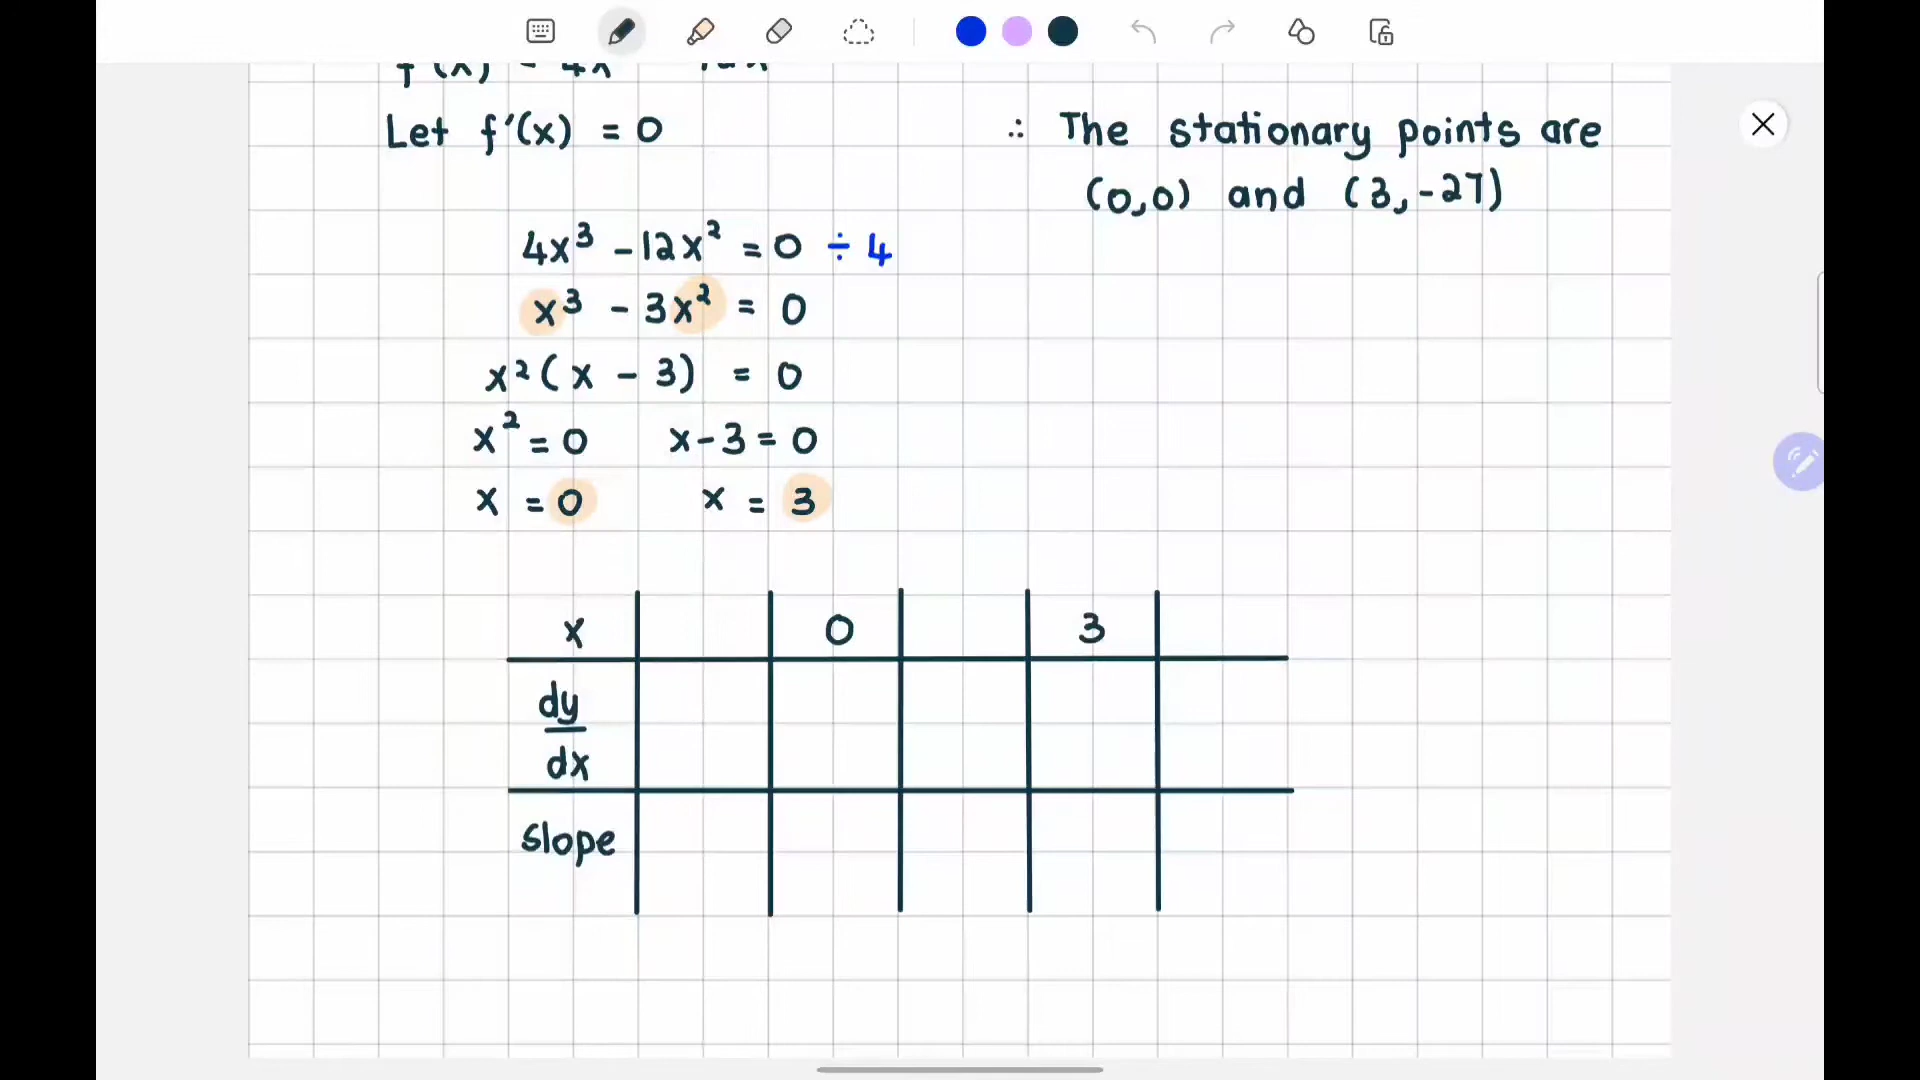 f'(x) = 4x
Let f'(x) = 0
4x³ - 12x² = 0 ÷ 4
x³ - 3x² = 0
x² ( x - 3) = 0
x² = 0 x - 3 = 0
x = 0 x = 3
∴ The stationary points are
(0,0) and (3,-27)
x 0 3
dy
dx
slope